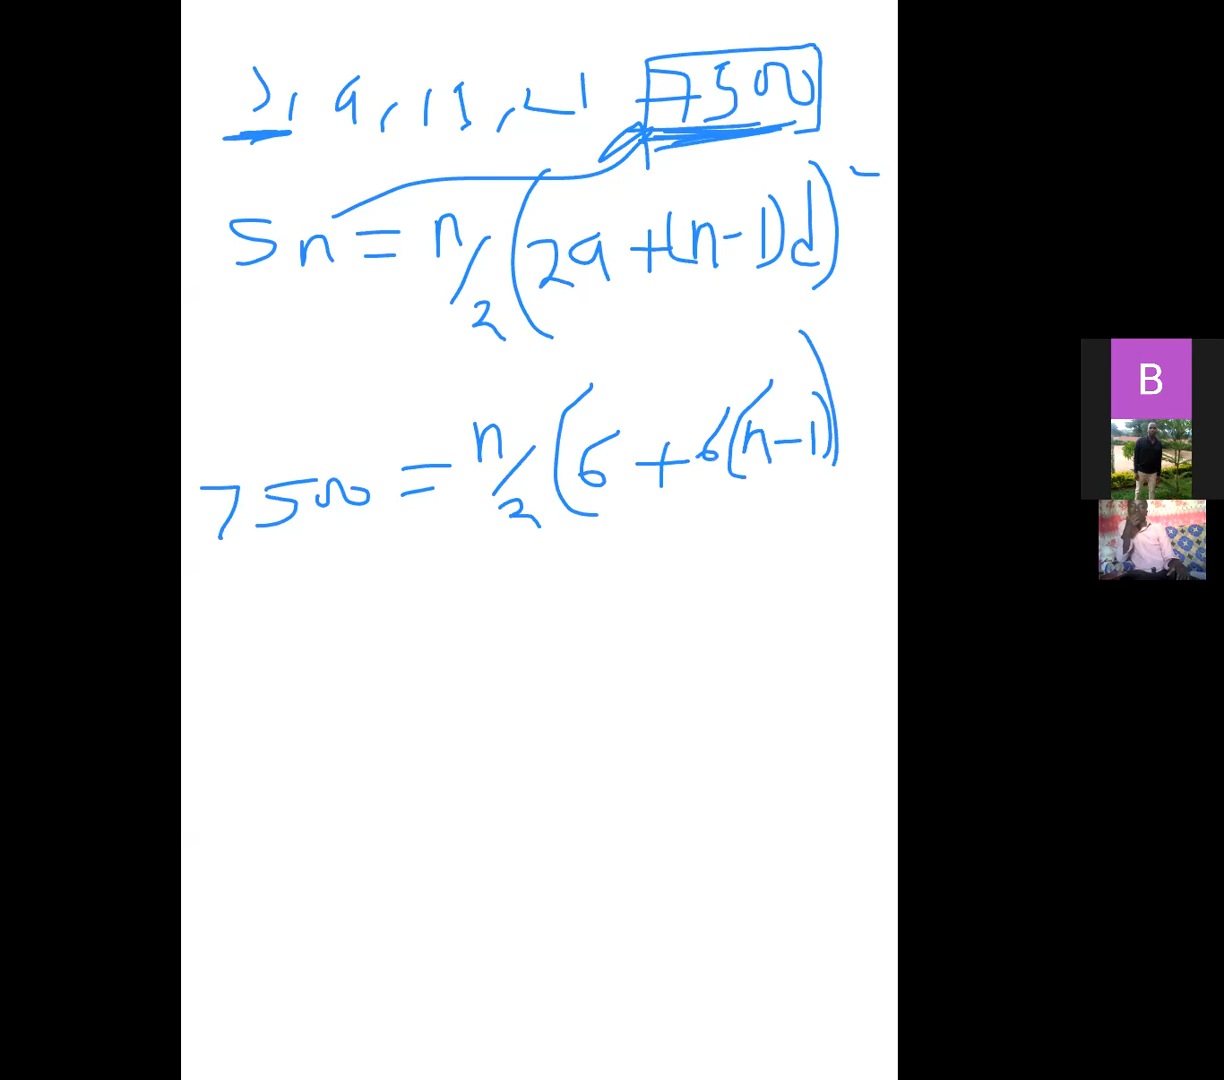 3, 9, 15, 21 7500
Sn = n/2 (2a + (n-1)d)
7500 = n/2 (6 + 6(n-1))
B